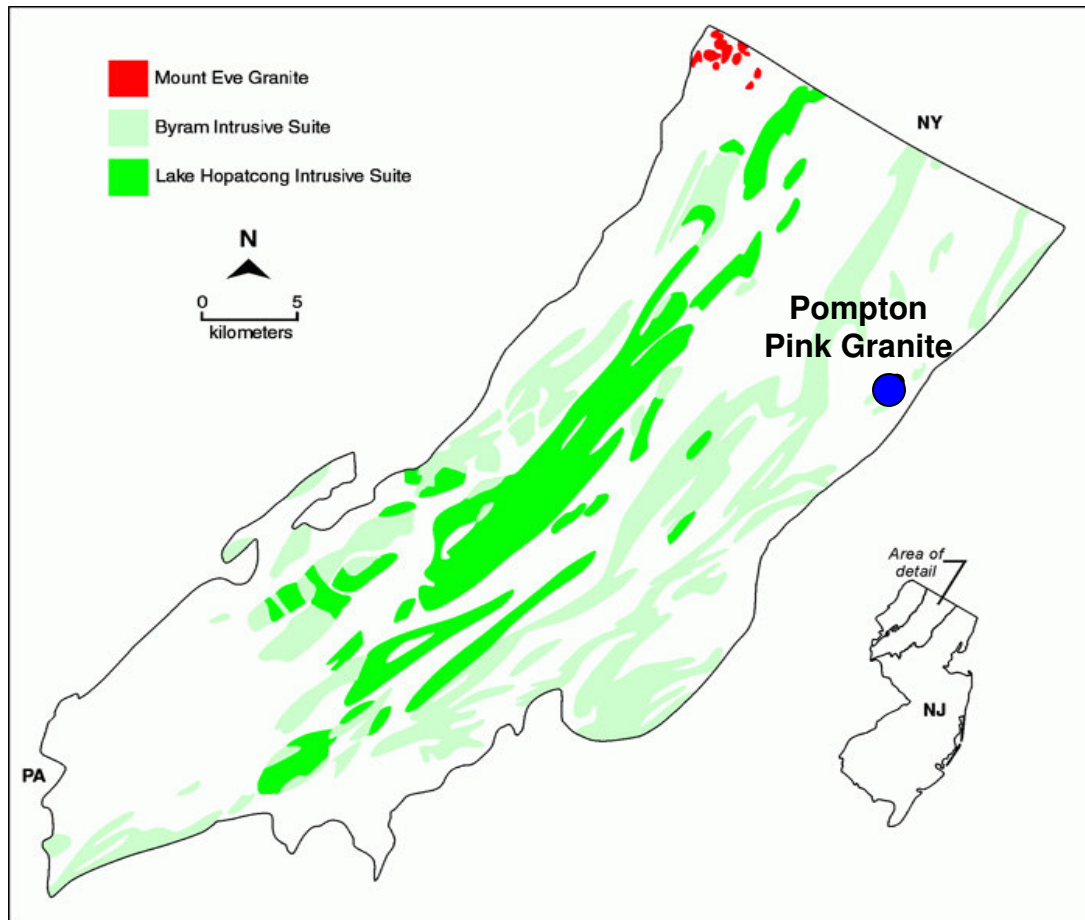 Mount Eve Granite
Byram Intrusive Suite
Lake Hopatcong Intrusive Suite
N
0 5
kilometers
NY
Pompton
Pink Granite
Area of
detail
NJ
PA